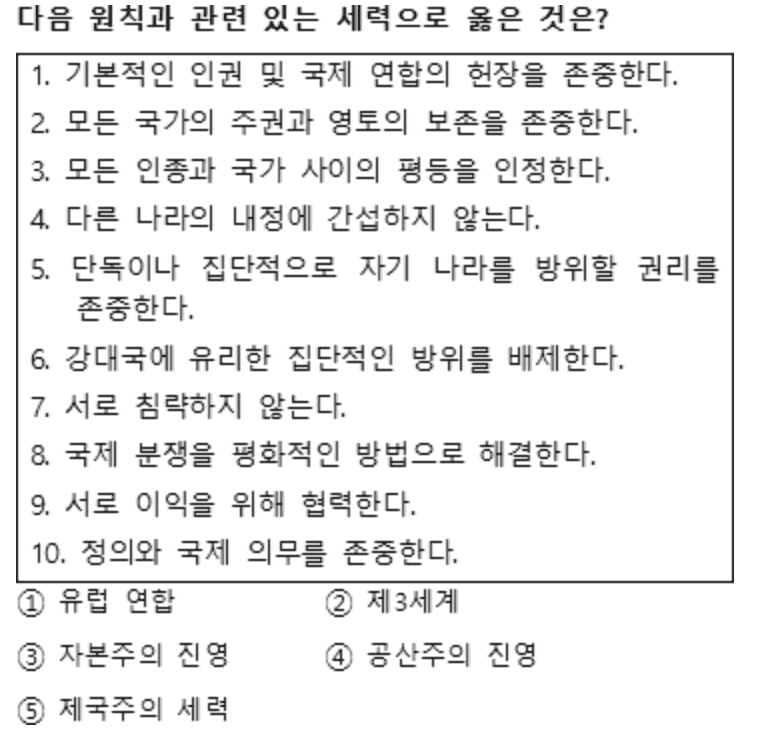 다음 원칙과 관련 있는 세력으로 옳은 것은?
1. 기본적인 인권 및 국제 연합의 헌장을 존중한다.
2. 모든 국가의 주권과 영토의 보존을 존중한다.
3. 모든 인종과 국가 사이의 평등을 인정한다.
4. 다른 나라의 내정에 간섭하지 않는다.
5. 단독이나 집단적으로 자기 나라를 방위할 권리를
존중한다.
6. 강대국에 유리한 집단적인 방위를 배제한다.
7. 서로 침략하지 않는다.
8. 국제 분쟁을 평화적인 방법으로 해결한다.
9. 서로 이익을 위해 협력한다.
10. 정의와 국제 의무를 존중한다.
① 유럽 연합 ② 제3세계
③ 자본주의 진영 ④ 공산주의 진영
⑤ 제국주의 세력